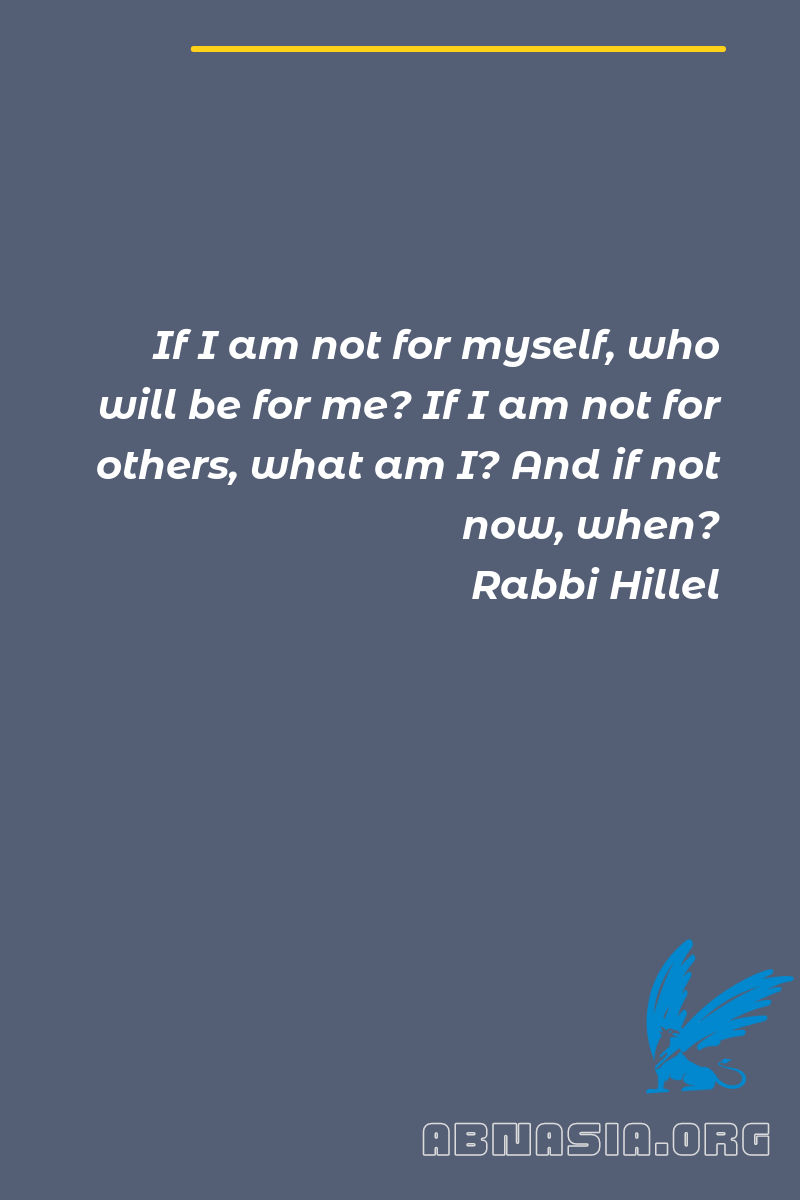 If I am not for myself, who
will be for me? If I am not for
others, what am I? And if not
now, when?
Rabbi Hillel
ABNASIA.ORG